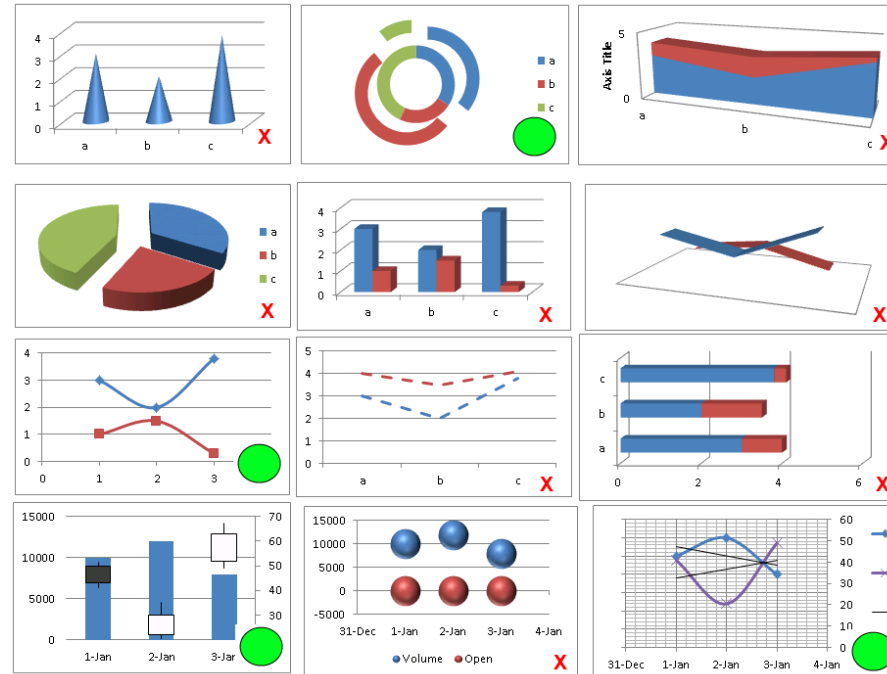 4
3
2
1
0
a b c
X
a
b
c
5
Axis Title
0
a
b
c
X
a
b
c
X
4
3
2
1
0
a b c
X
X
4
3
2
1
0
0 1 2 3
5
4
3
2
1
0
a b c
X
c
b
a
0 2 4 6
X
15000
10000
5000
0
70
60
50
40
30
1-Jan 2-Jan 3-Jan
15000
10000
5000
0
-5000
31-Dec 1-Jan 2-Jan 3-Jan 4-Jan
Volume Open
X
60
50
40
30
20
10
0
31-Dec 1-Jan 2-Jan 3-Jan 4-Jan